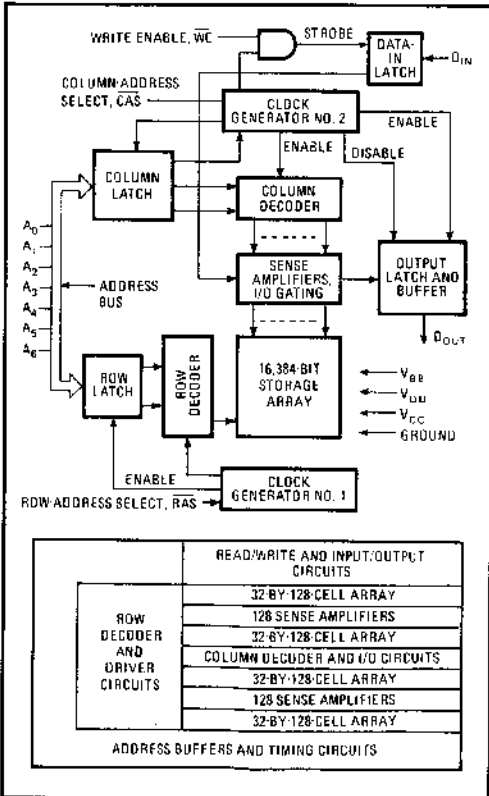 WRITE ENABLE, WE
STROBE
DATA-
IN
LATCH
DIN
COLUMN-ADDRESS
SELECT, CAS
CLOCK
GENERATOR NO. 2
ENABLE
ENABLE
DISABLE
COLUMN
LATCH
COLUMN
DECODER
A0
A1
A2
A3
A4
A5
A6
ADDRESS
BUS
SENSE
AMPLIFIERS,
I/O GATING
OUTPUT
LATCH AND
BUFFER
DOUT
ROW
LATCH
ROW
DECODER
16,384-BIT
STORAGE
ARRAY
VBB
VDD
VCC
GROUND
ENABLE
CLOCK
GENERATOR NO. 1
ROW-ADDRESS SELECT, RAS
READ/WRITE AND INPUT/OUTPUT
CIRCUITS
ROW
DECODER
AND
DRIVER
CIRCUITS
32-BY-128-CELL ARRAY
128 SENSE AMPLIFIERS
32-BY-128-CELL ARRAY
COLUMN DECODER AND I/O CIRCUITS
32-BY-128-CELL ARRAY
128 SENSE AMPLIFIERS
32-BY-128-CELL ARRAY
ADDRESS BUFFERS AND TIMING CIRCUITS